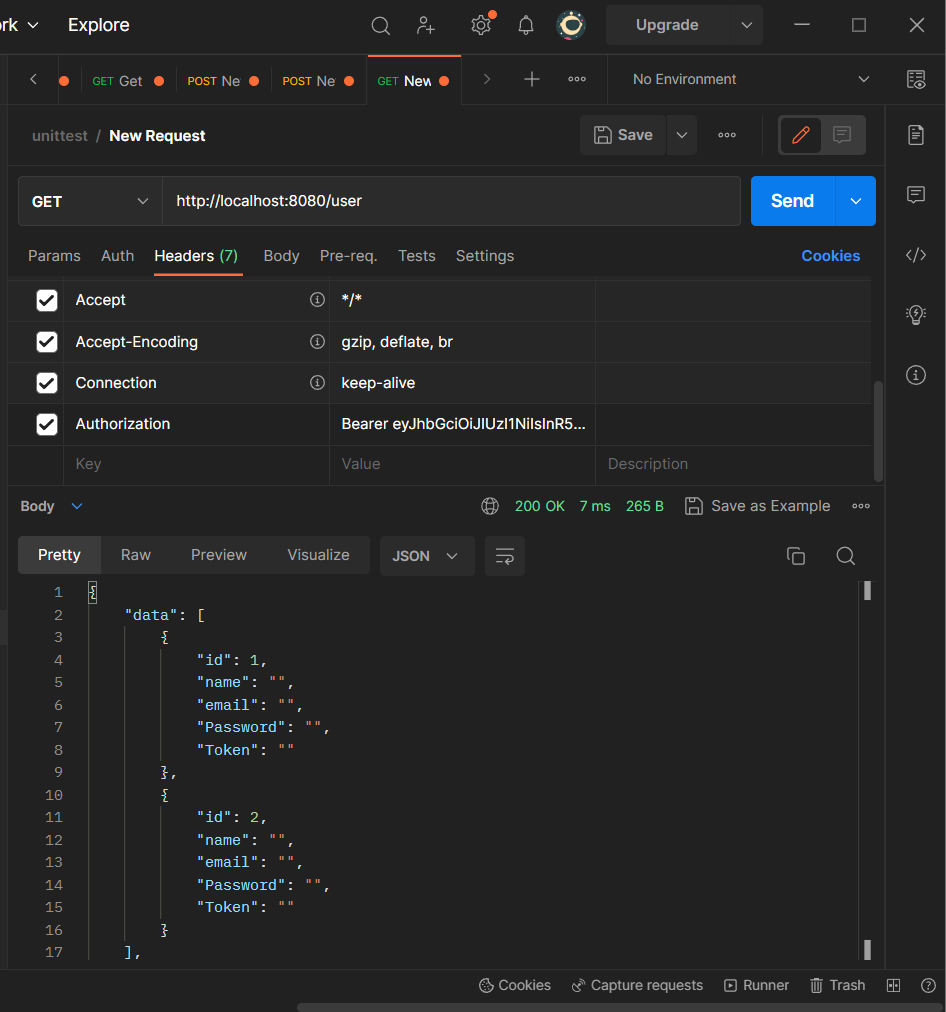 rk Explore Upgrade
GET Get POST Ne POST Ne GET New No Environment
unittest / New Request Save
GET http://localhost:8080/user Send
Params Auth Headers (7) Body Pre-req. Tests Settings Cookies
Accept */*
Accept-Encoding gzip, deflate, br
Connection keep-alive
Authorization Bearer eyJhbGciOiJIUzI1NiIsInR5...
Key Value Description
Body 200 OK 7 ms 265 B Save as Example
Pretty Raw Preview Visualize JSON
1 {
2 "data": [
3 {
4 "id": 1,
5 "name": "",
6 "email": "",
7 "Password": "",
8 "Token": ""
9 },
10 {
11 "id": 2,
12 "name": "",
13 "email": "",
14 "Password": "",
15 "Token": ""
16 }
17 ],
Cookies Capture requests Runner Trash